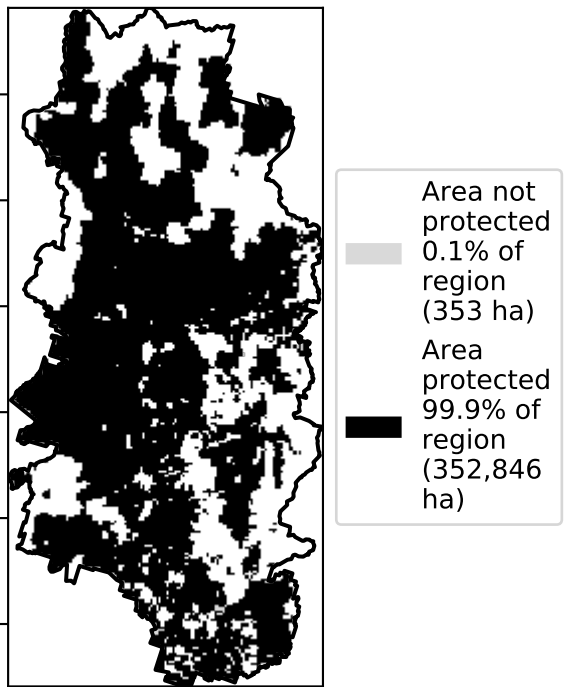 Area not
protected
0.1% of
region
(353 ha)
Area
protected
99.9% of
region
(352,846
ha)